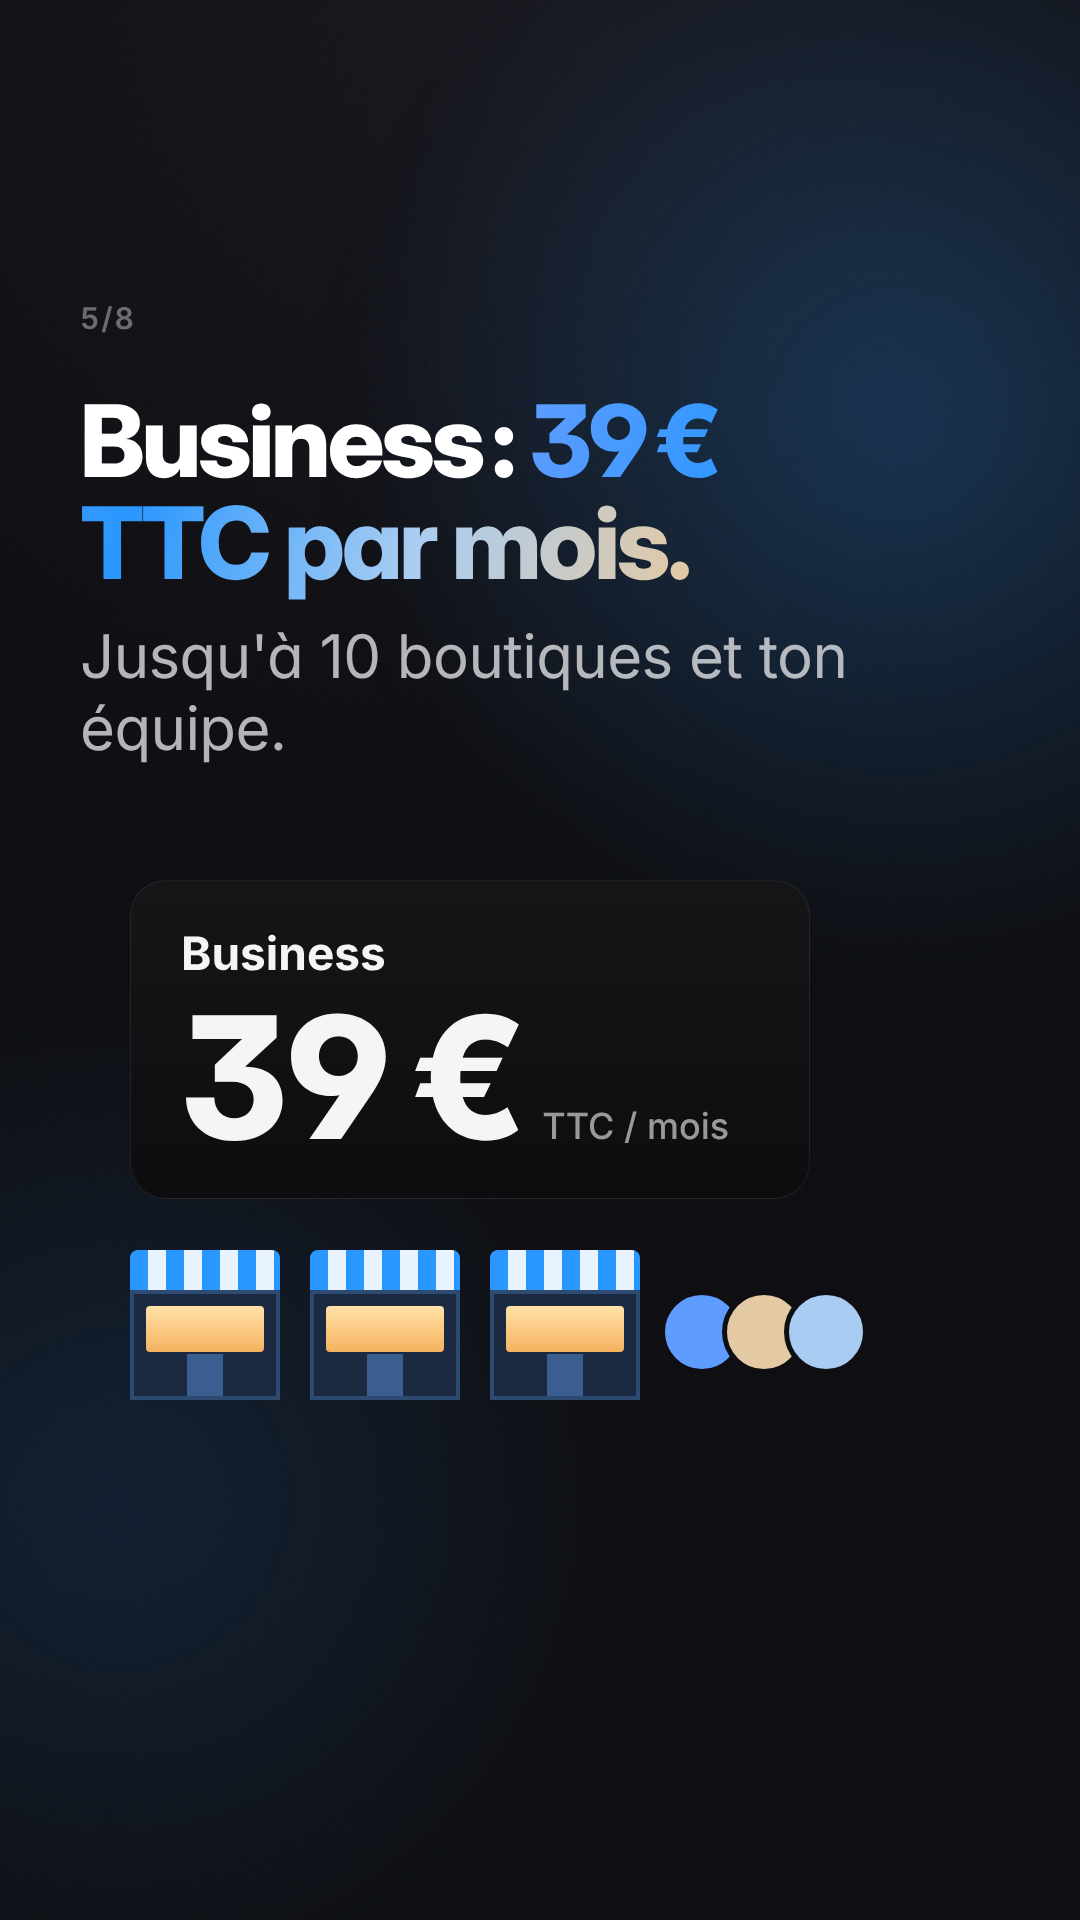 5/8
Business : 39 €
TTC par mois.
Jusqu'à 10 boutiques et ton
équipe.
Business
39 € TTC / mois